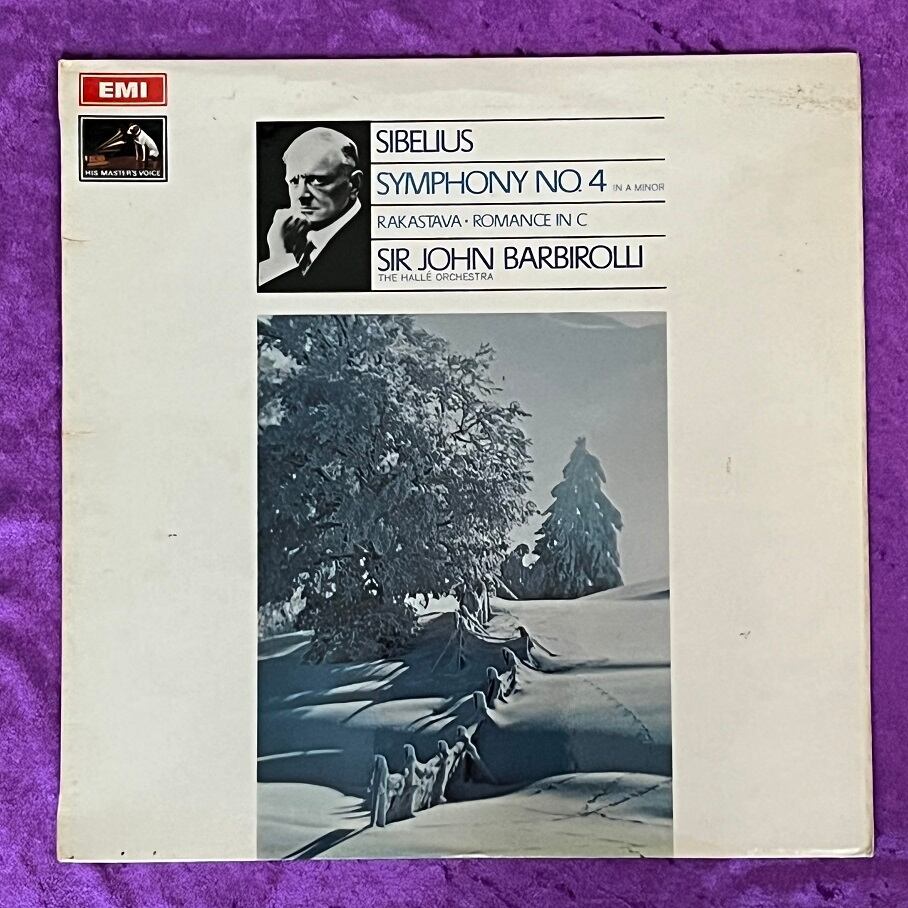 EMI
HIS MASTER'S VOICE
SIBELIUS
SYMPHONY NO. 4 IN A MINOR
RAKASTAVA · ROMANCE IN C
SIR JOHN BARBIROLLI
THE HALLÉ ORCHESTRA